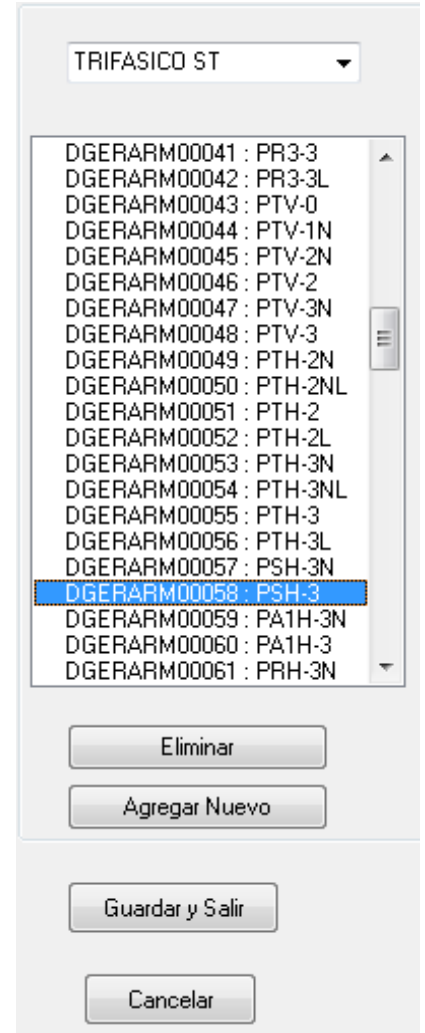 TRIFASICO ST
DGERARM00041 : PR3-3
DGERARM00042 : PR3-3L
DGERARM00043 : PTV-0
DGERARM00044 : PTV-1N
DGERARM00045 : PTV-2N
DGERARM00046 : PTV-2
DGERARM00047 : PTV-3N
DGERARM00048 : PTV-3
DGERARM00049 : PTH-2N
DGERARM00050 : PTH-2NL
DGERARM00051 : PTH-2
DGERARM00052 : PTH-2L
DGERARM00053 : PTH-3N
DGERARM00054 : PTH-3NL
DGERARM00055 : PTH-3
DGERARM00056 : PTH-3L
DGERARM00057 : PSH-3N
DGERARM00058 : PSH-3
DGERARM00059 : PA1H-3N
DGERARM00060 : PA1H-3
DGERARM00061 : PRH-3N
Eliminar
Agregar Nuevo
Guardar y Salir
Cancelar